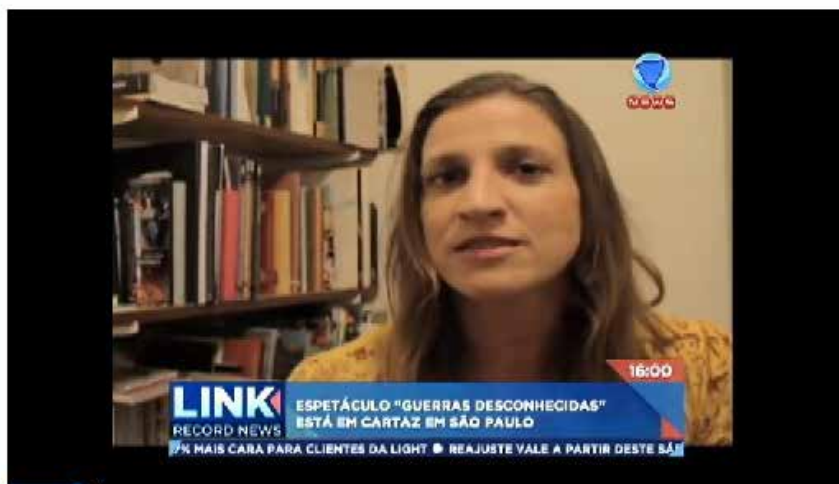 NEWS
16:00
LINK
RECORD NEWS
ESPETÁCULO "GUERRAS DESCONHECIDAS"
ESTÁ EM CARTAZ EM SÃO PAULO
% MAIS CARA PARA CLIENTES DA LIGHT REAJUSTE VALE A PARTIR DESTE